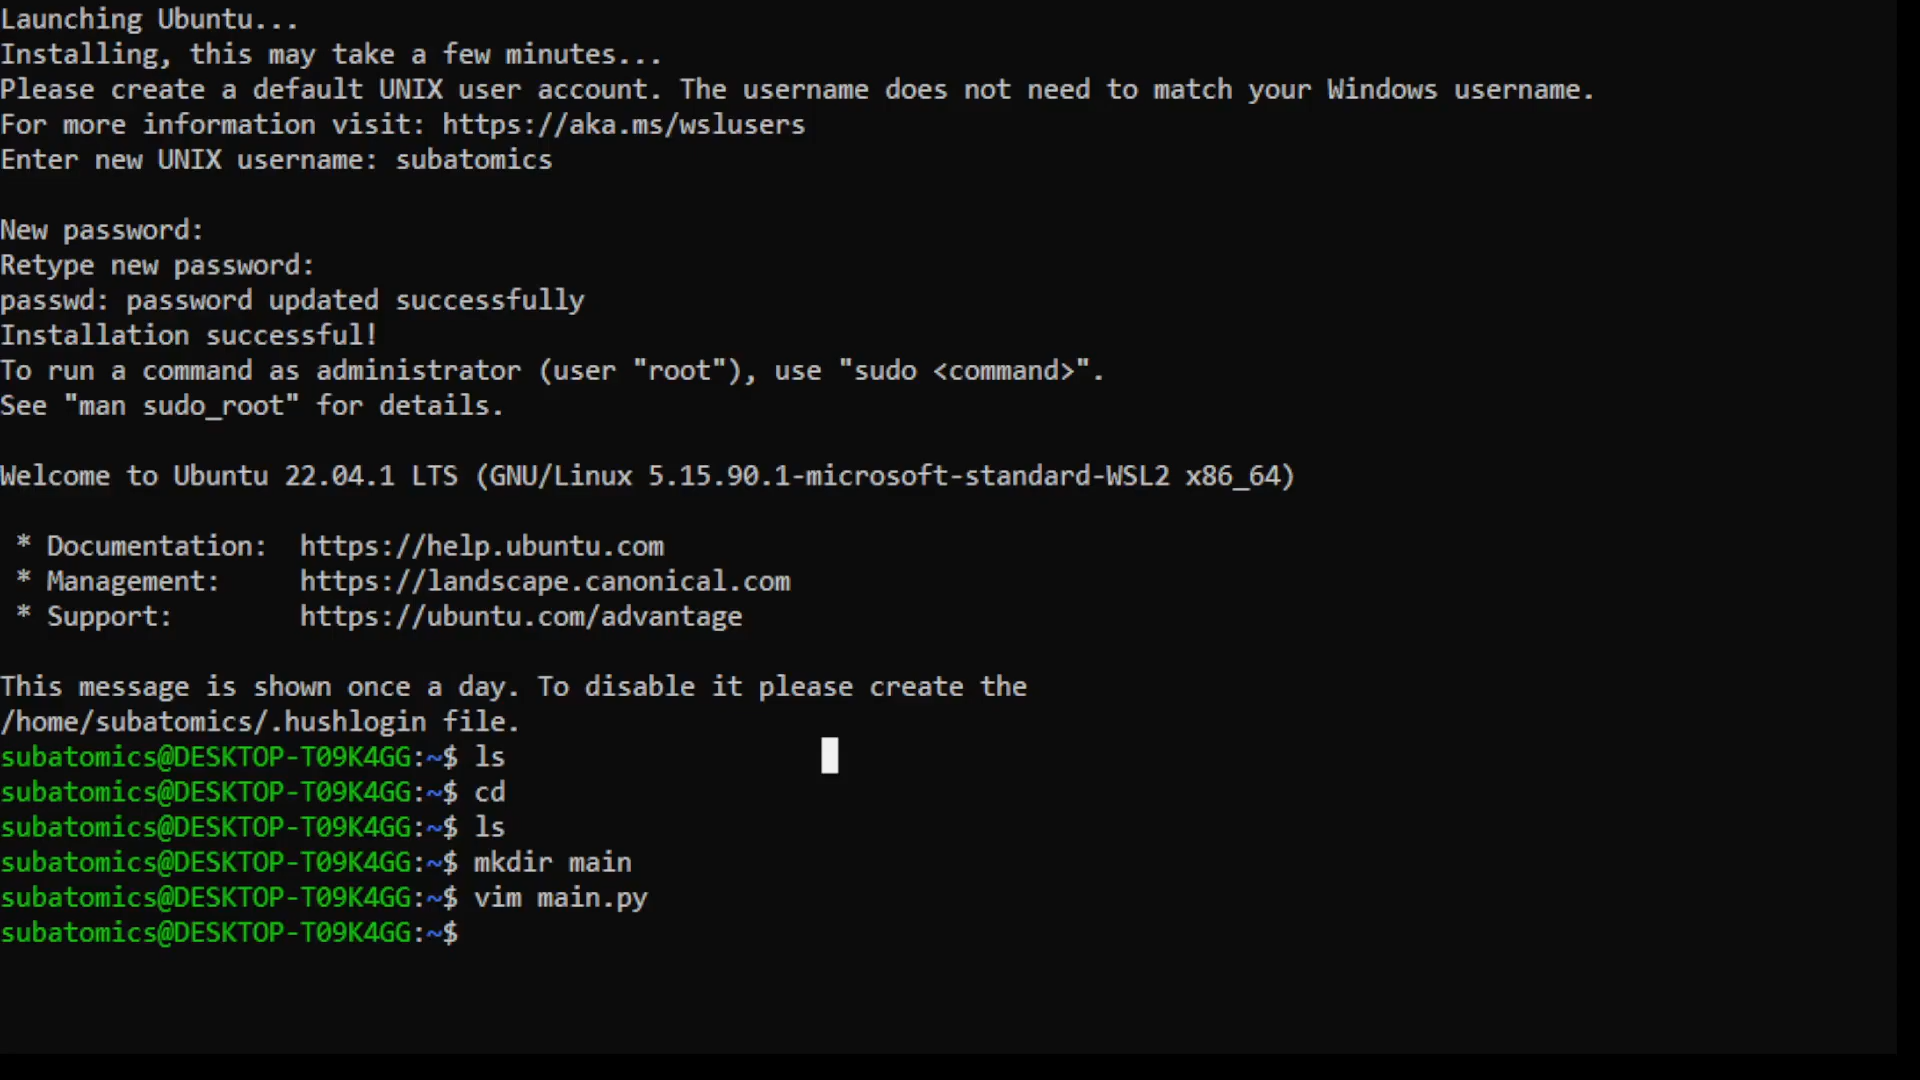 Launching Ubuntu...
Installing, this may take a few minutes...
Please create a default UNIX user account. The username does not need to match your Windows username.
For more information visit: https://aka.ms/wslusers
Enter new UNIX username: subatomics
New password:
Retype new password:
passwd: password updated successfully
Installation successful!
To run a command as administrator (user "root"), use "sudo <command>".
See "man sudo_root" for details.
Welcome to Ubuntu 22.04.1 LTS (GNU/Linux 5.15.90.1-microsoft-standard-WSL2 x86_64)
* Documentation:  https://help.ubuntu.com
* Management:     https://landscape.canonical.com
* Support:        https://ubuntu.com/advantage
This message is shown once a day. To disable it please create the
/home/subatomics/.hushlogin file.
subatomics@DESKTOP-T09K4GG:~$ ls
subatomics@DESKTOP-T09K4GG:~$ cd
subatomics@DESKTOP-T09K4GG:~$ ls
subatomics@DESKTOP-T09K4GG:~$ mkdir main
subatomics@DESKTOP-T09K4GG:~$ vim main.py
subatomics@DESKTOP-T09K4GG:~$